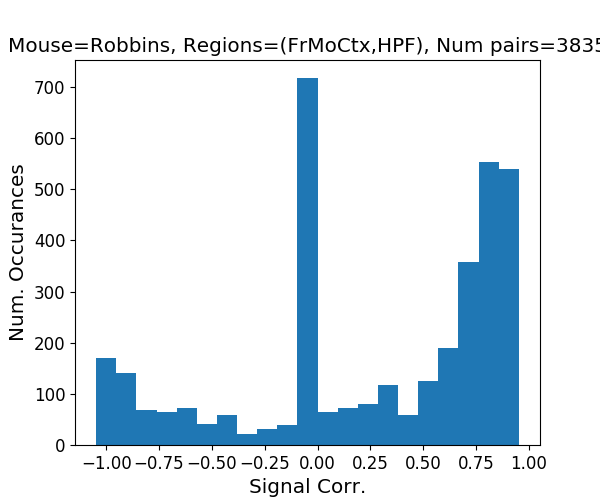 Mouse=Robbins, Regions=(FrMoCtx,HPF), Num pairs=3835
Num. Occurances
700
600
500
400
300
200
100
0
−1.00 −0.75 −0.50 −0.25 0.00 0.25 0.50 0.75 1.00
Signal Corr.